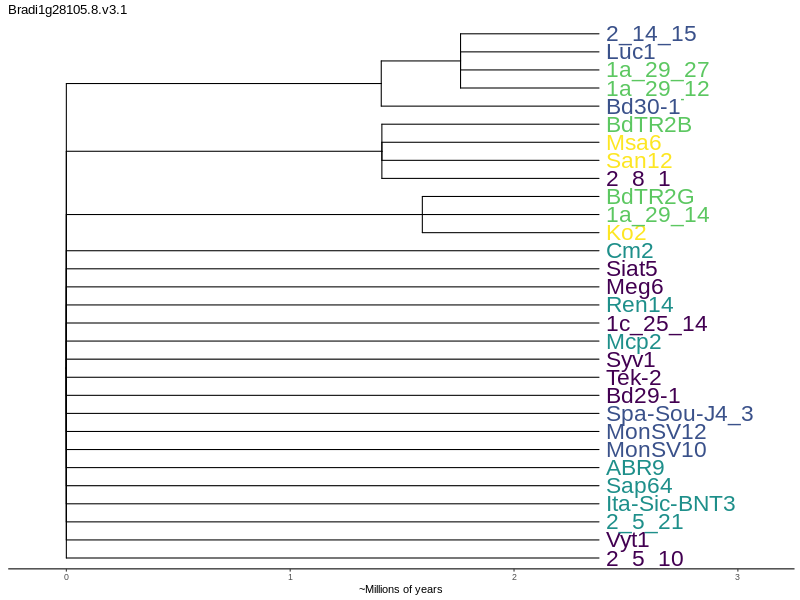 Bradi1g28105.8.v3.1
2_14_15
Luc1
1a_29_27
1a_29_12
Bd30-1
BdTR2B
Msa6
San12
2_8_1
BdTR2G
1a_29_14
Ko2
Cm2
Siat5
Meg6
Ren14
1c_25_14
Mcp2
Syv1
Tek-2
Bd29-1
Spa-Sou-J4_3
MonSV12
MonSV10
ABR9
Sap64
Ita-Sic-BNT3
2_5_21
Vyt1
2_5_10
0 1 2 3
~Millions of years